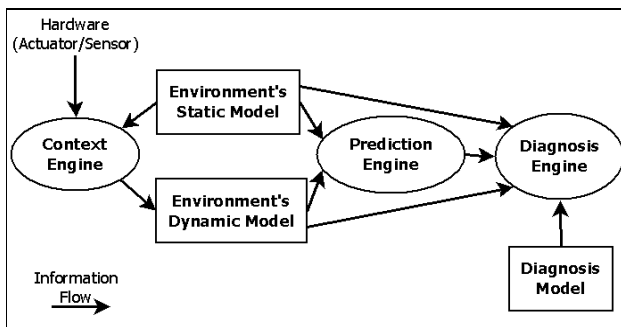 Hardware
(Actuator/Sensor)
Environment's
Static Model
Context
Engine
Prediction
Engine
Diagnosis
Engine
Environment's
Dynamic Model
Diagnosis
Model
Information
Flow